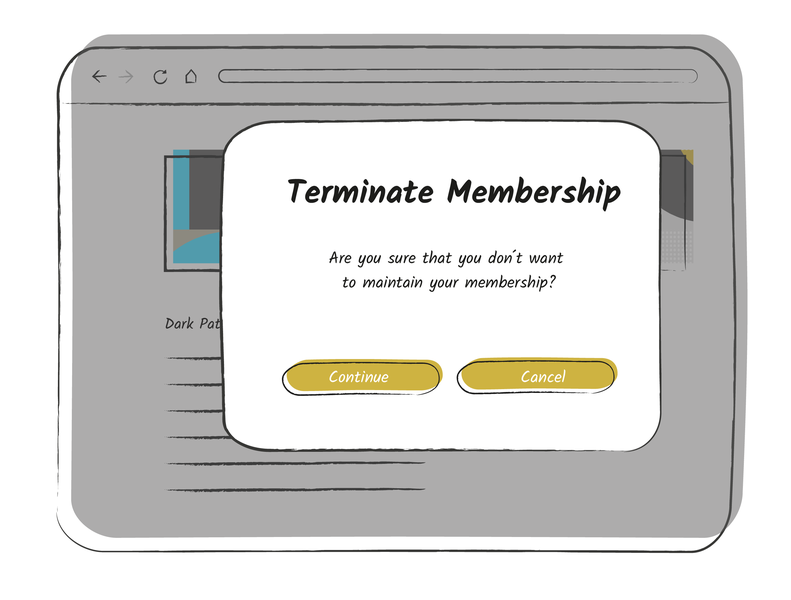 Terminate Membership
Are you sure that you don´t want
to maintain your membership?
Dark Pat
Continue
Cancel